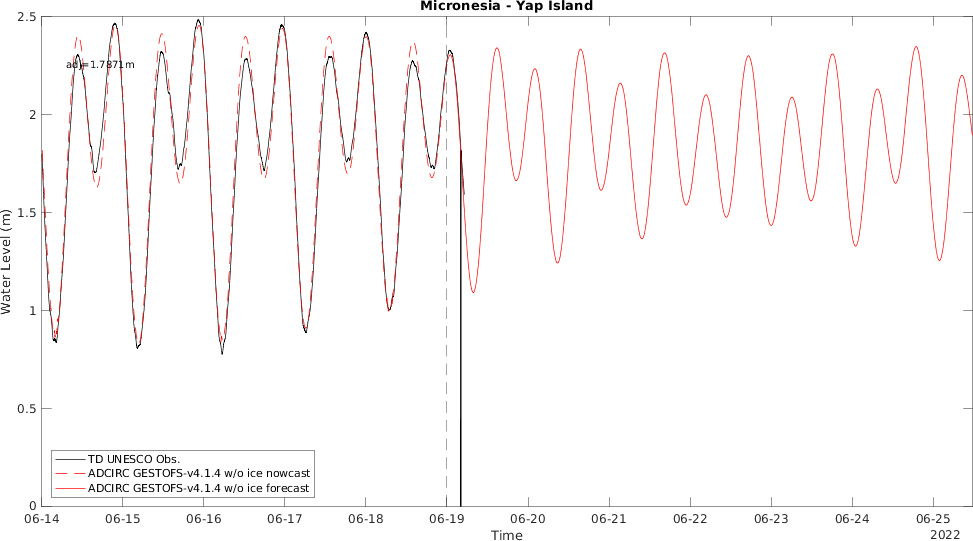 Micronesia - Yap Island
2.5
adj=1.7871m
2
1.5
Water Level (m)
1
0.5
TD UNESCO Obs.
ADCIRC GESTOFS-v4.1.4 w/o ice nowcast
ADCIRC GESTOFS-v4.1.4 w/o ice forecast
0
06-14 06-15 06-16 06-17 06-18 06-19 06-20 06-21 06-22 06-23 06-24 06-25
Time
2022